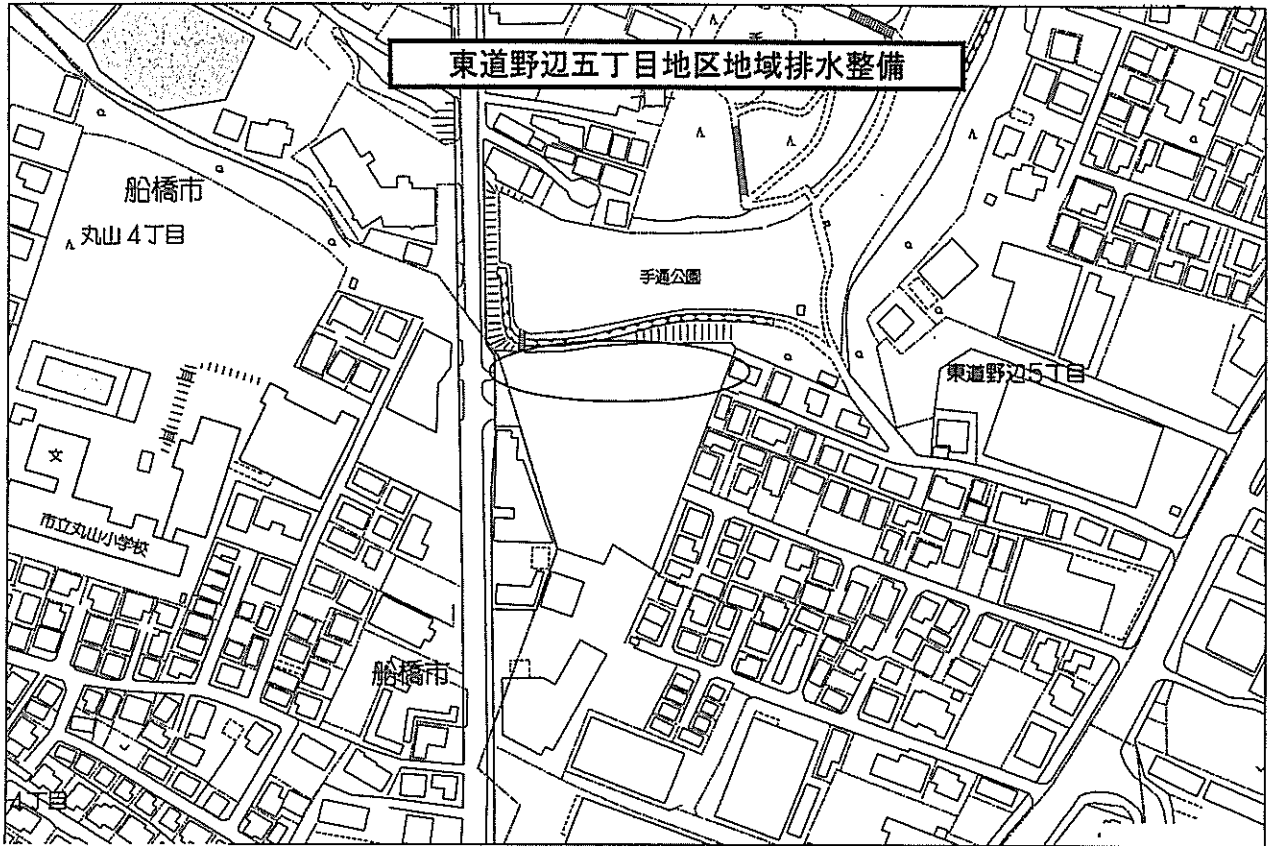 東道野辺五丁目地区地域排水整備
船橋市
丸山4丁目
手通公園
東道野辺5丁目
文
市立丸山小学校
船橋市
4丁目